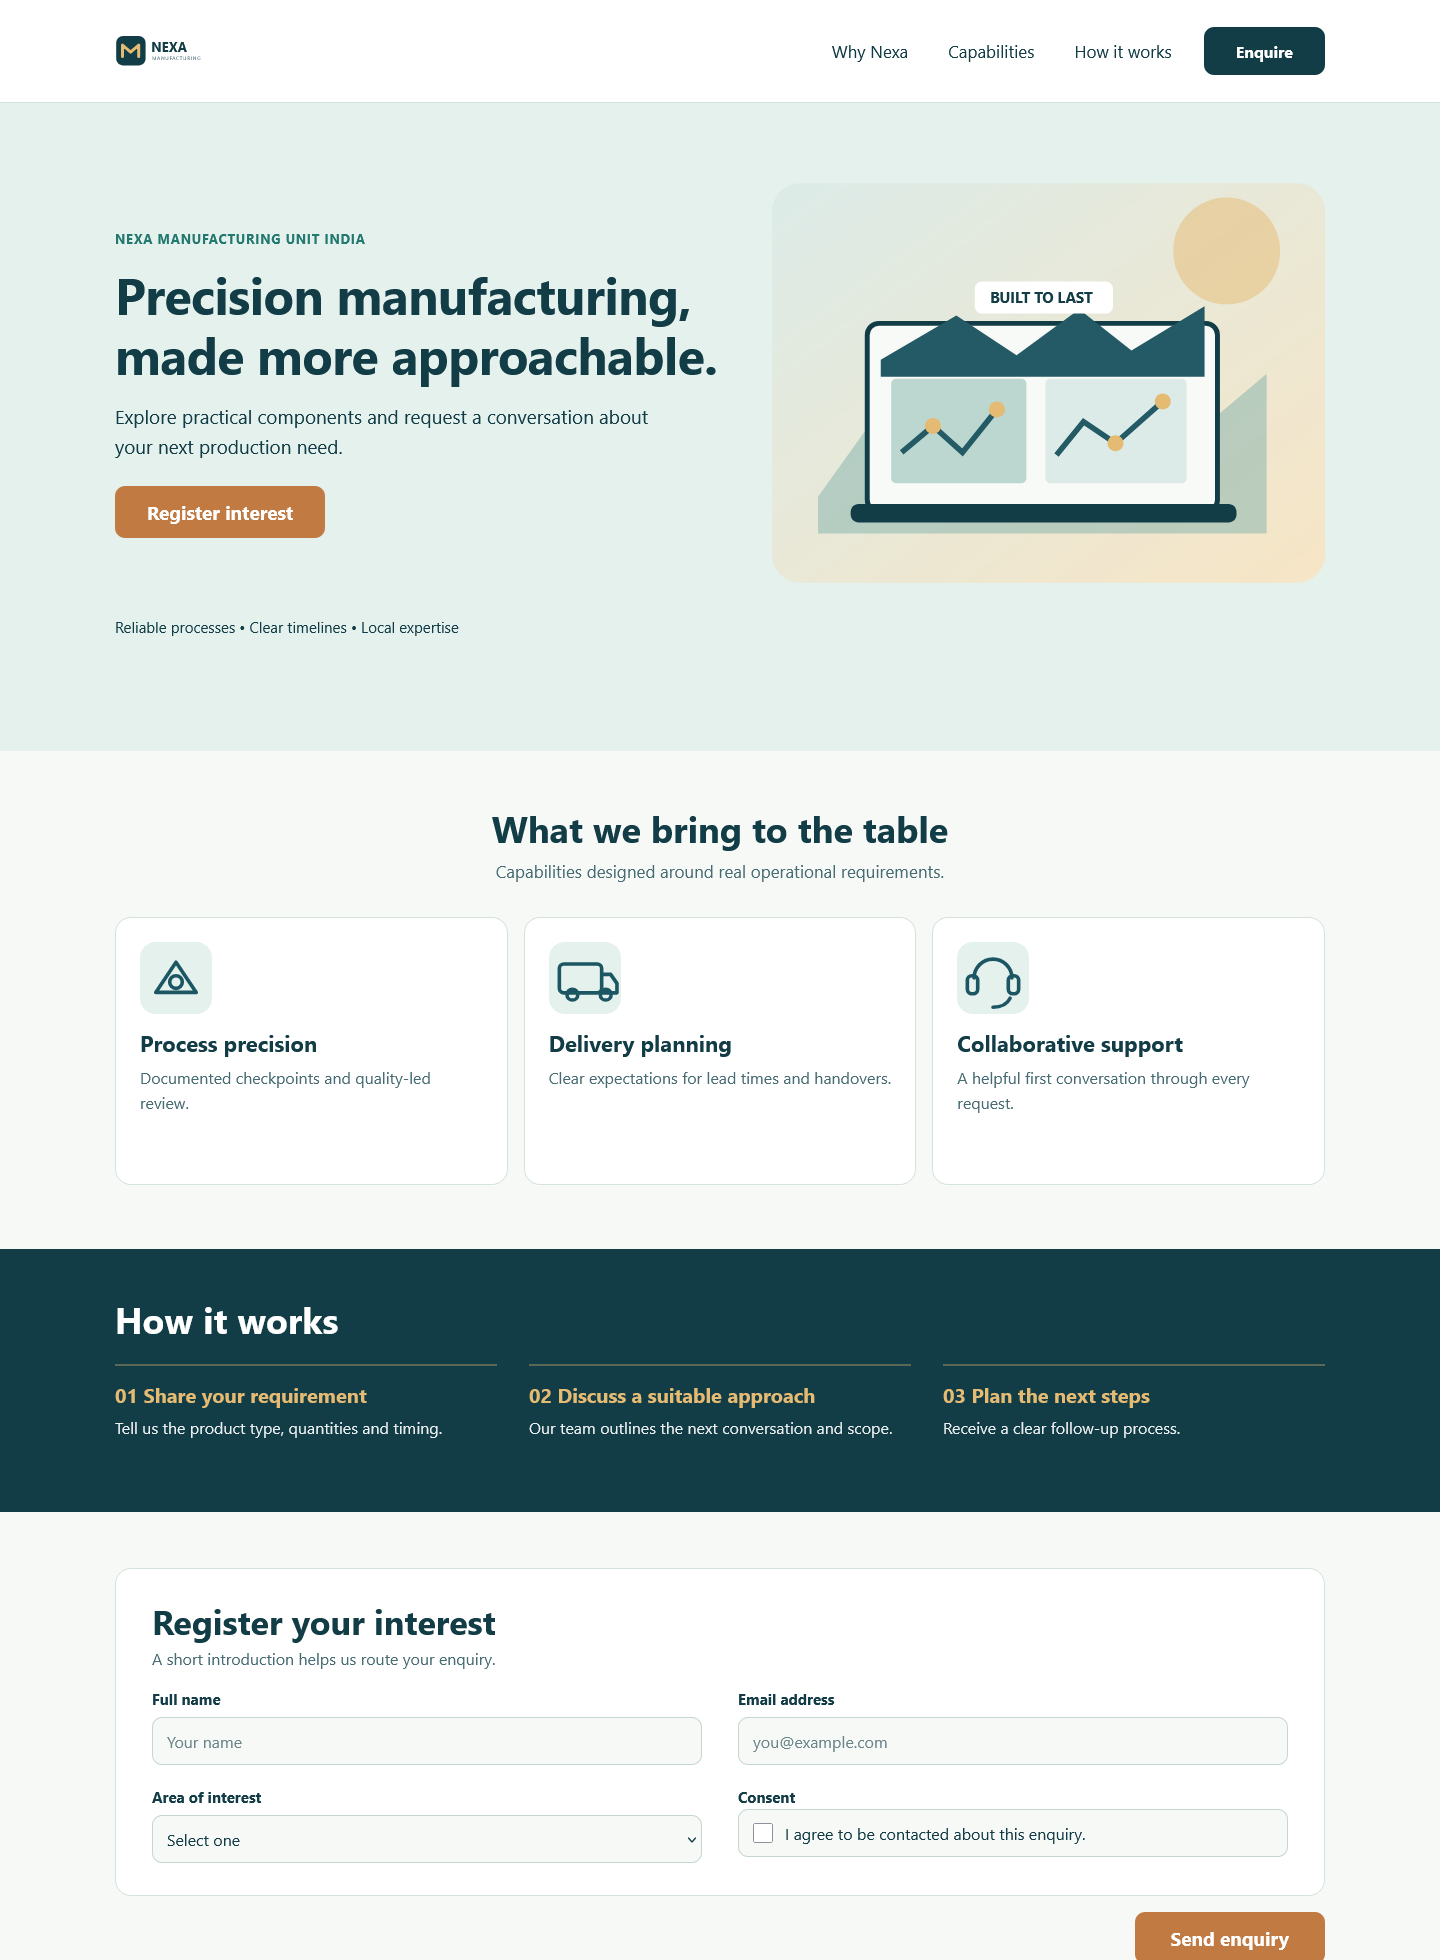 NEXA
MANUFACTURING
Why Nexa
Capabilities
How it works
Enquire
NEXA MANUFACTURING UNIT INDIA
Precision manufacturing,
made more approachable.
Explore practical components and request a conversation about
your next production need.
Register interest
Reliable processes • Clear timelines • Local expertise
BUILT TO LAST
What we bring to the table
Capabilities designed around real operational requirements.
Process precision
Documented checkpoints and quality-led
review.
Delivery planning
Clear expectations for lead times and handovers.
Collaborative support
A helpful first conversation through every
request.
How it works
01 Share your requirement
Tell us the product type, quantities and timing.
02 Discuss a suitable approach
Our team outlines the next conversation and scope.
03 Plan the next steps
Receive a clear follow-up process.
Register your interest
A short introduction helps us route your enquiry.
Full name
Your name
Email address
you@example.com
Area of interest
Select one
Consent
I agree to be contacted about this enquiry.
Send enquiry